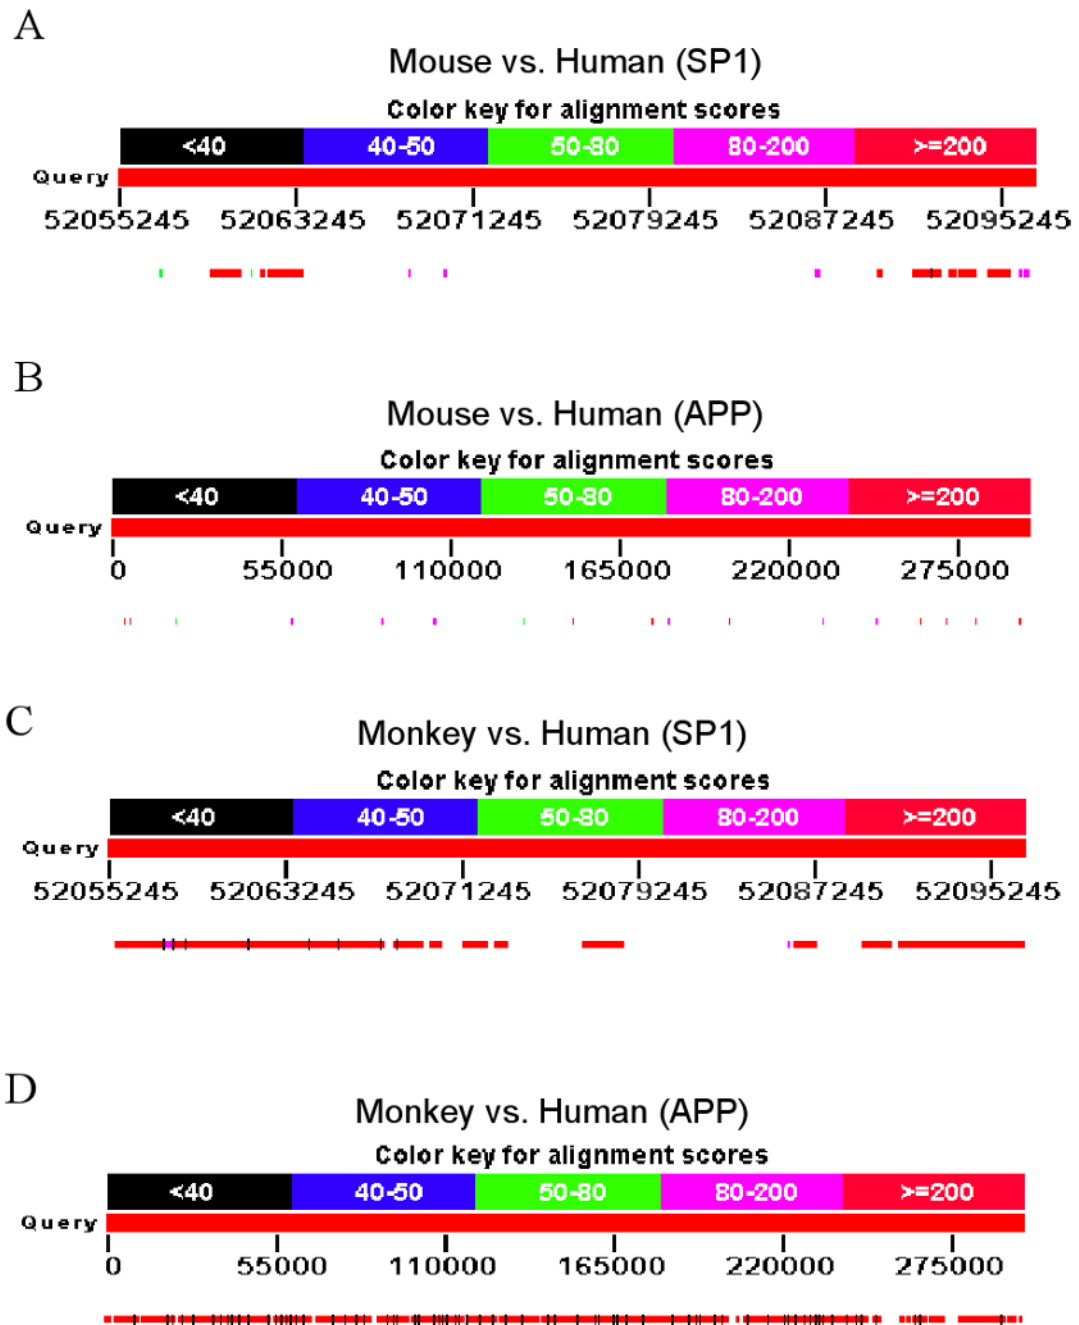 A
Mouse vs. Human (SP1)
Color key for alignment scores
<40 40-50 50-80 80-200 >=200
Query
52055245 52063245 52071245 52079245 52087245 52095245
B
Mouse vs. Human (APP)
Color key for alignment scores
<40 40-50 50-80 80-200 >=200
Query
0 55000 110000 165000 220000 275000
C
Monkey vs. Human (SP1)
Color key for alignment scores
<40 40-50 50-80 80-200 >=200
Query
52055245 52063245 52071245 52079245 52087245 52095245
D
Monkey vs. Human (APP)
Color key for alignment scores
<40 40-50 50-80 80-200 >=200
Query
0 55000 110000 165000 220000 275000